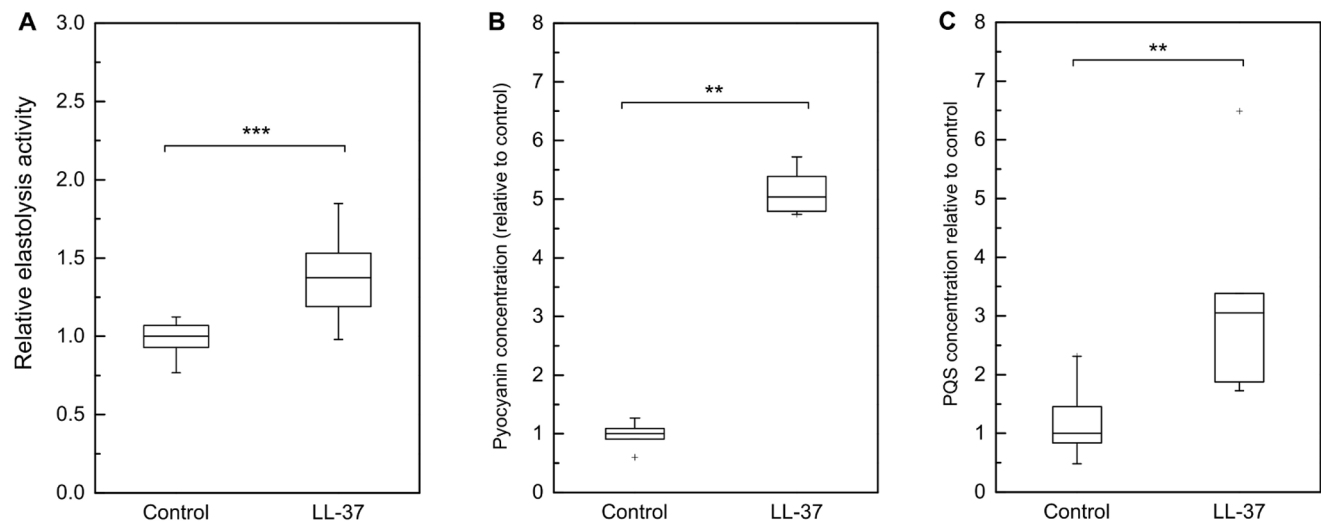 A
Relative elastolysis activity
3.0
2.5
2.0
1.5
1.0
0.5
0.0
***
Control
LL-37
B
Pyocyanin concentration (relative to control)
8
7
6
5
4
3
2
1
0
**
Control
LL-37
C
PQS concentration relative to control
8
7
6
5
4
3
2
1
0
**
Control
LL-37